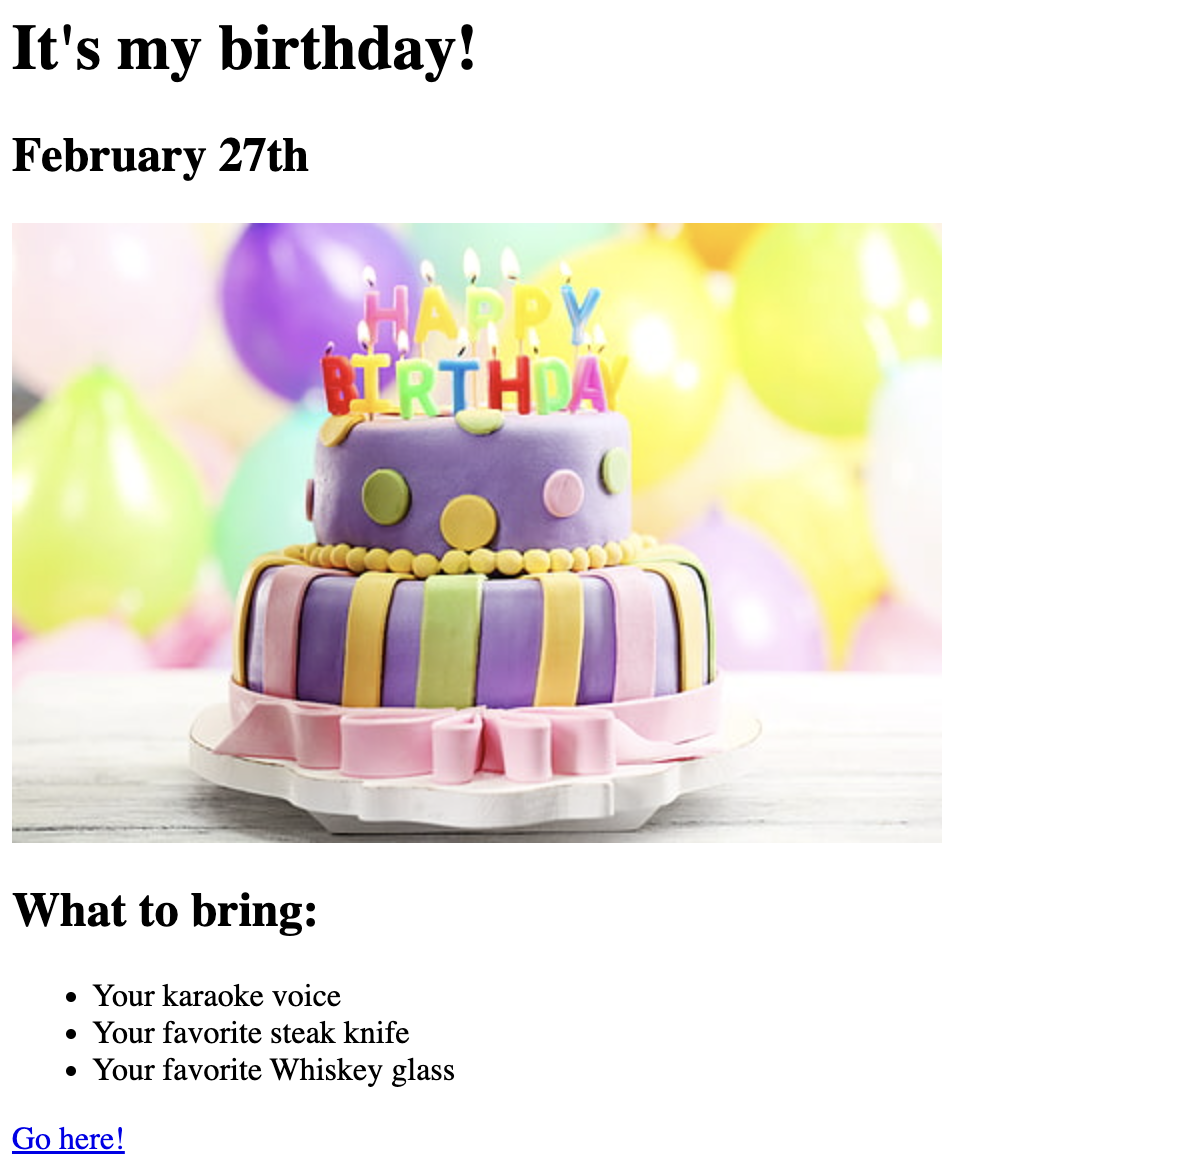 It's my birthday!
February 27th
HAPPY
BIRTHDAY
What to bring:
Your karaoke voice
Your favorite steak knife
Your favorite Whiskey glass
Go here!